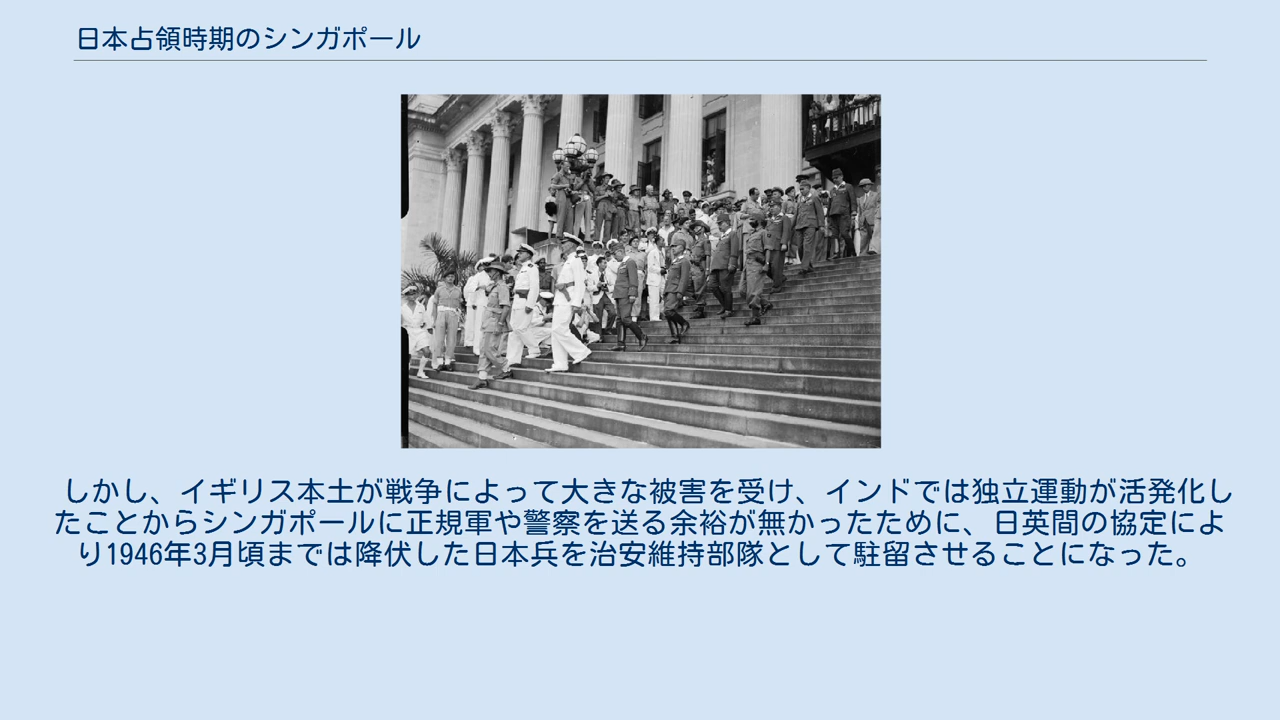 日本占領時期のシンガポール
しかし、イギリス本土が戦争によって大きな被害を受け、インドでは独立運動が活発化し
たことからシンガポールに正規軍や警察を送る余裕が無かったために、日英間の協定によ
り1946年3月頃までは降伏した日本兵を治安維持部隊として駐留させることになった。